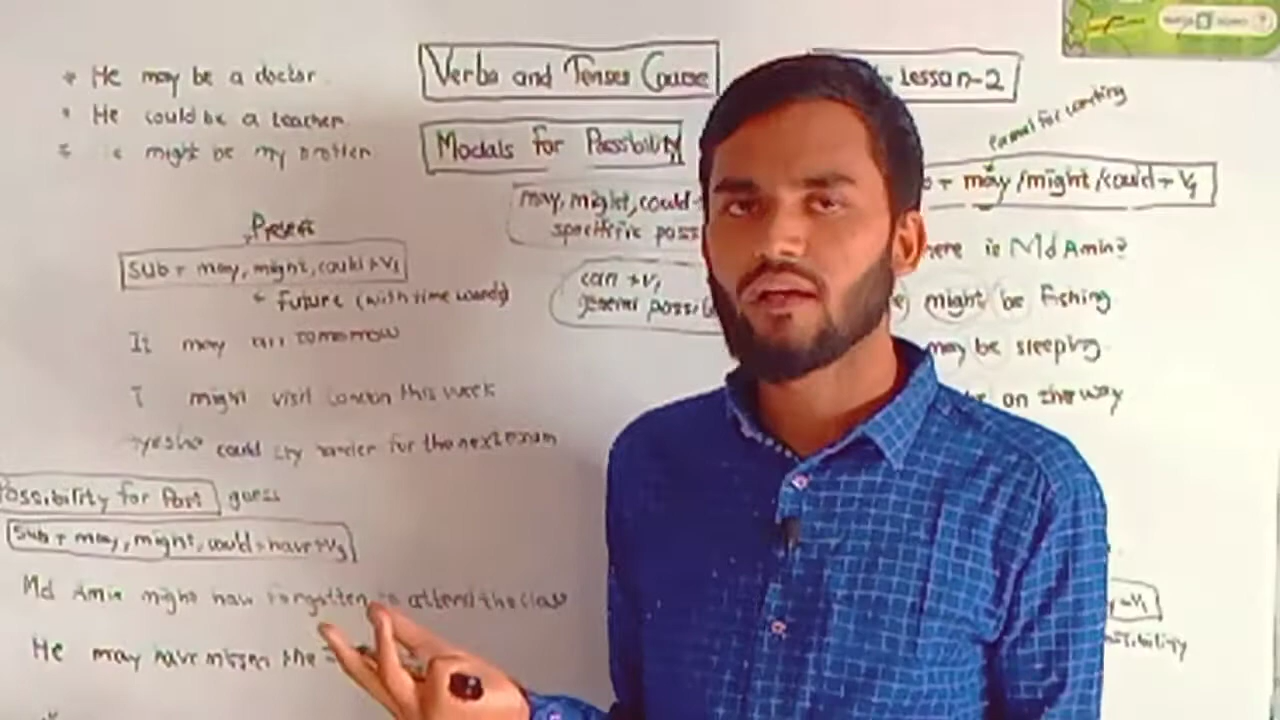 * He may be a doctor
* He could be a teacher
might be my brother
Verbs and Tenses Course
Lesson-2
Modals for Possibility
may, might, could +
specific poss
can + V1
general possi
may/might/could + V1
here is Md Amin?
might be fishing
may be sleeping
on the way
Present
Sub + may, might, could + V1
Future (with time words)
It may tomorrow
I might visit London this week
could try harder for the next exam
Possibility for Past guess
Sub + may, might, could + have + V3
Md Amin might have forgotten to attend the class
He may have missed the
+V1
sibility